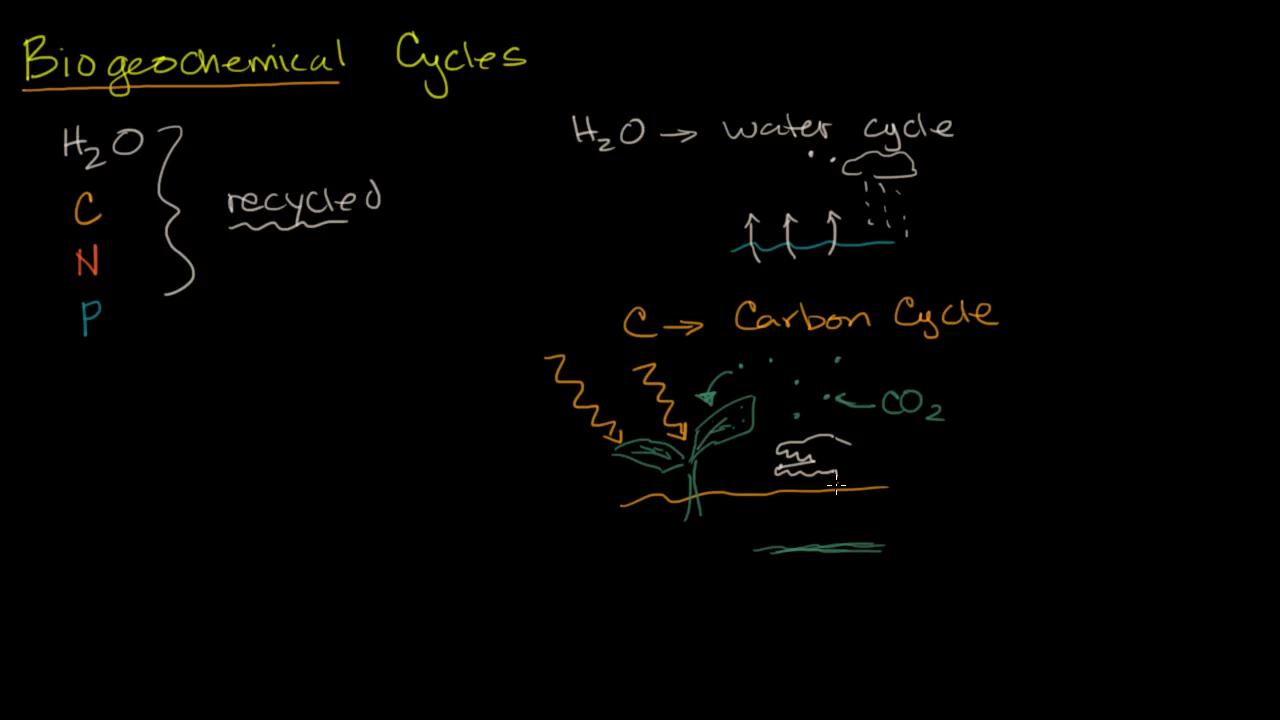 Biogeochemical Cycles
H₂O
C
N
P
recycled
H₂O → water cycle
C → Carbon Cycle
CO₂